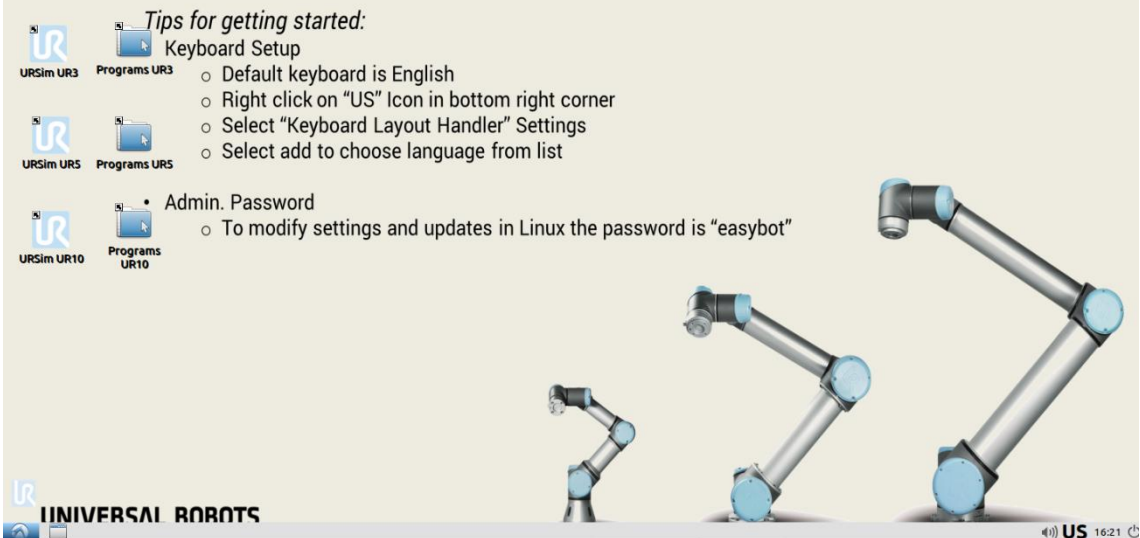 Tips for getting started:
Keyboard Setup
○ Default keyboard is English
○ Right click on “US” Icon in bottom right corner
○ Select “Keyboard Layout Handler” Settings
○ Select add to choose language from list
• Admin. Password
○ To modify settings and updates in Linux the password is “easybot”
URSim UR3
Programs UR3
URSim UR5
Programs UR5
URSim UR10
Programs
UR10
UR
UNIVERSAL ROBOTS
US 16:21